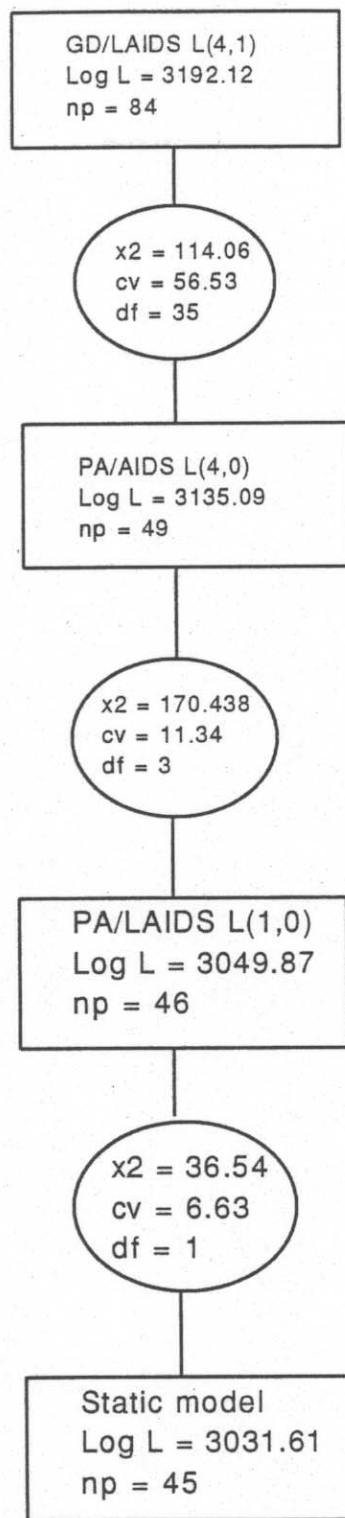 GD/LAIDS L(4,1)
Log L = 3192.12
np = 84
x2 = 114.06
cv = 56.53
df = 35
PA/AIDS L(4,0)
Log L = 3135.09
np = 49
x2 = 170.438
cv = 11.34
df = 3
PA/LAIDS L(1,0)
Log L = 3049.87
np = 46
x2 = 36.54
cv = 6.63
df = 1
Static model
Log L = 3031.61
np = 45